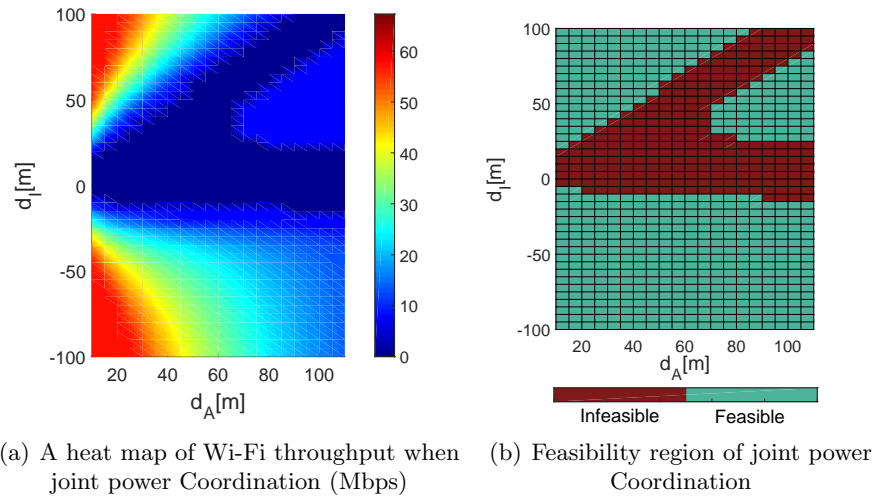 100
50
0
-50
-100
d_I[m]
20 40 60 80 100
d_A[m]
60
50
40
30
20
10
0
(a) A heat map of Wi-Fi throughput when
joint power Coordination (Mbps)
100
50
0
-50
-100
d_I[m]
20 40 60 80 100
d_A[m]
Infeasible Feasible
(b) Feasibility region of joint power
Coordination